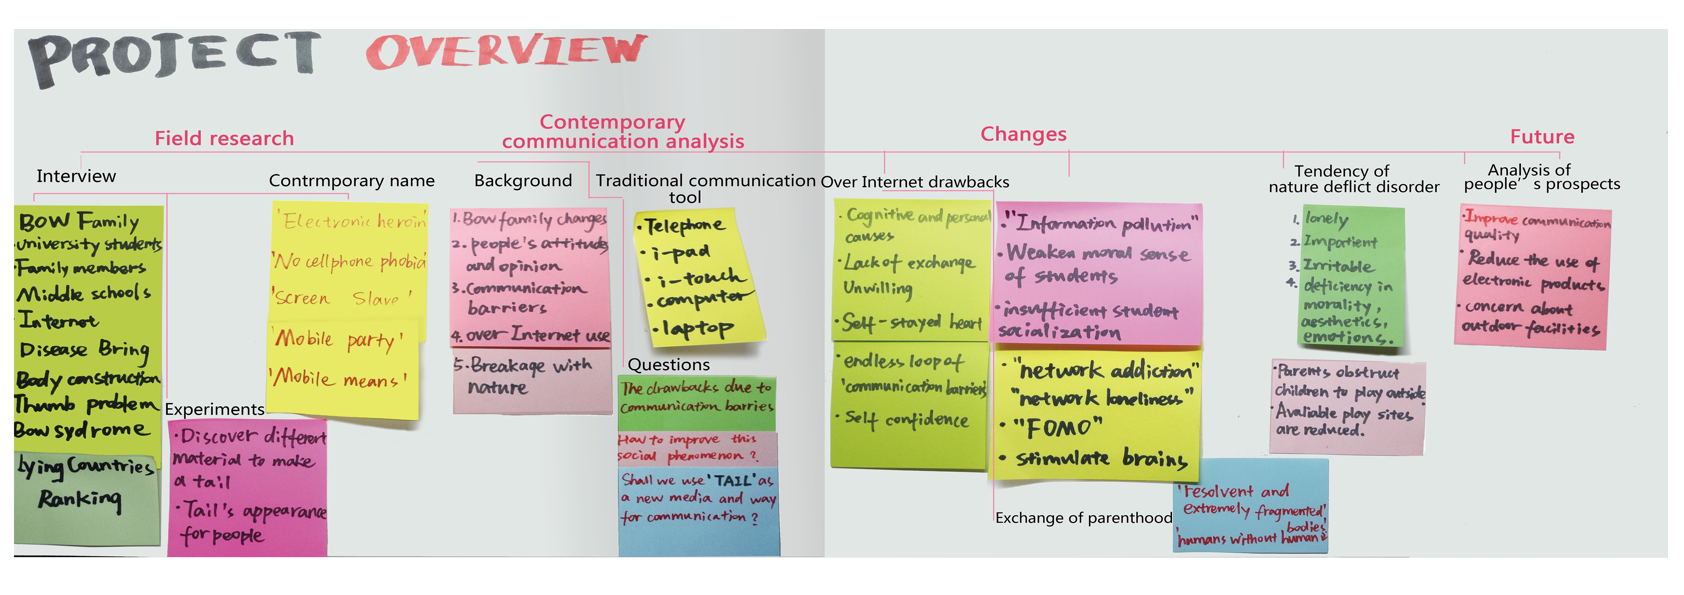 PROJECT OVERVIEW
Field research
Contemporary
communication analysis
Changes
Future
Interview
BOW Family
·University students
·Family members
Middle schools
·Internet
Disease Bring
Body construction
Thumb problem
Bow sydrome
Lying Countries
Ranking
Experiments
·Discover different
material to make
a tail
·Tail's appearance
for people
Contrmporary name
'Electronic heroin'
'No cellphone phobia'
'Screen Slave'
'Mobile party'
'Mobile means'
Background
1. Bow family changes
2. people's attitude
and opinion
3. Communication
barriers
4. over Internet use
5. Breakage with
nature
Traditional communication
tool
·Telephone
·i-pad
·i-touch
·computer
·laptop
Questions
The drawbacks due to
communication barries
How to improve this
social phenomenon ?
Shall we use 'TAIL' as
a new media and way
for communication ?
Over Internet drawbacks
·Cognitive and personal
causes
·Lack of exchange
Unwilling
·Self-stayed heart
·endless loop of
'communication barriers'
·Self confidence
·"Information pollution"
·Weaken moral sense
of students
·insufficient student
socialization
·"network addiction"
"network loneliness"
·"FOMO"
·stimulate brains
Exchange of parenthood
'resolvent and
extremely fragmented'
bodies
'humans without humans'
Tendency of
nature deflict disorder
1. lonely
2. Impatient
3. Irritable
4. deficiency in
morality,
aesthetics,
emotions.
·Parents obstruct
children to play outside
·Avaliable play sites
are reduced.
Analysis of
people’s prospects
·Improve communication
quality
·Reduce the use of
electronic products
·concern about
outdoor facilities